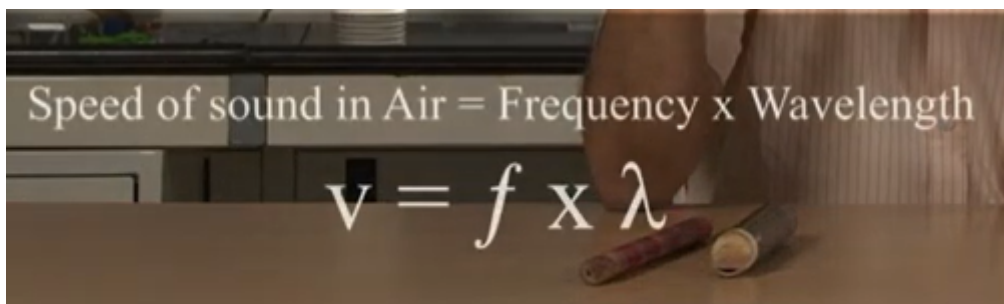 Speed of sound in Air = Frequency x Wavelength
v = f x λ